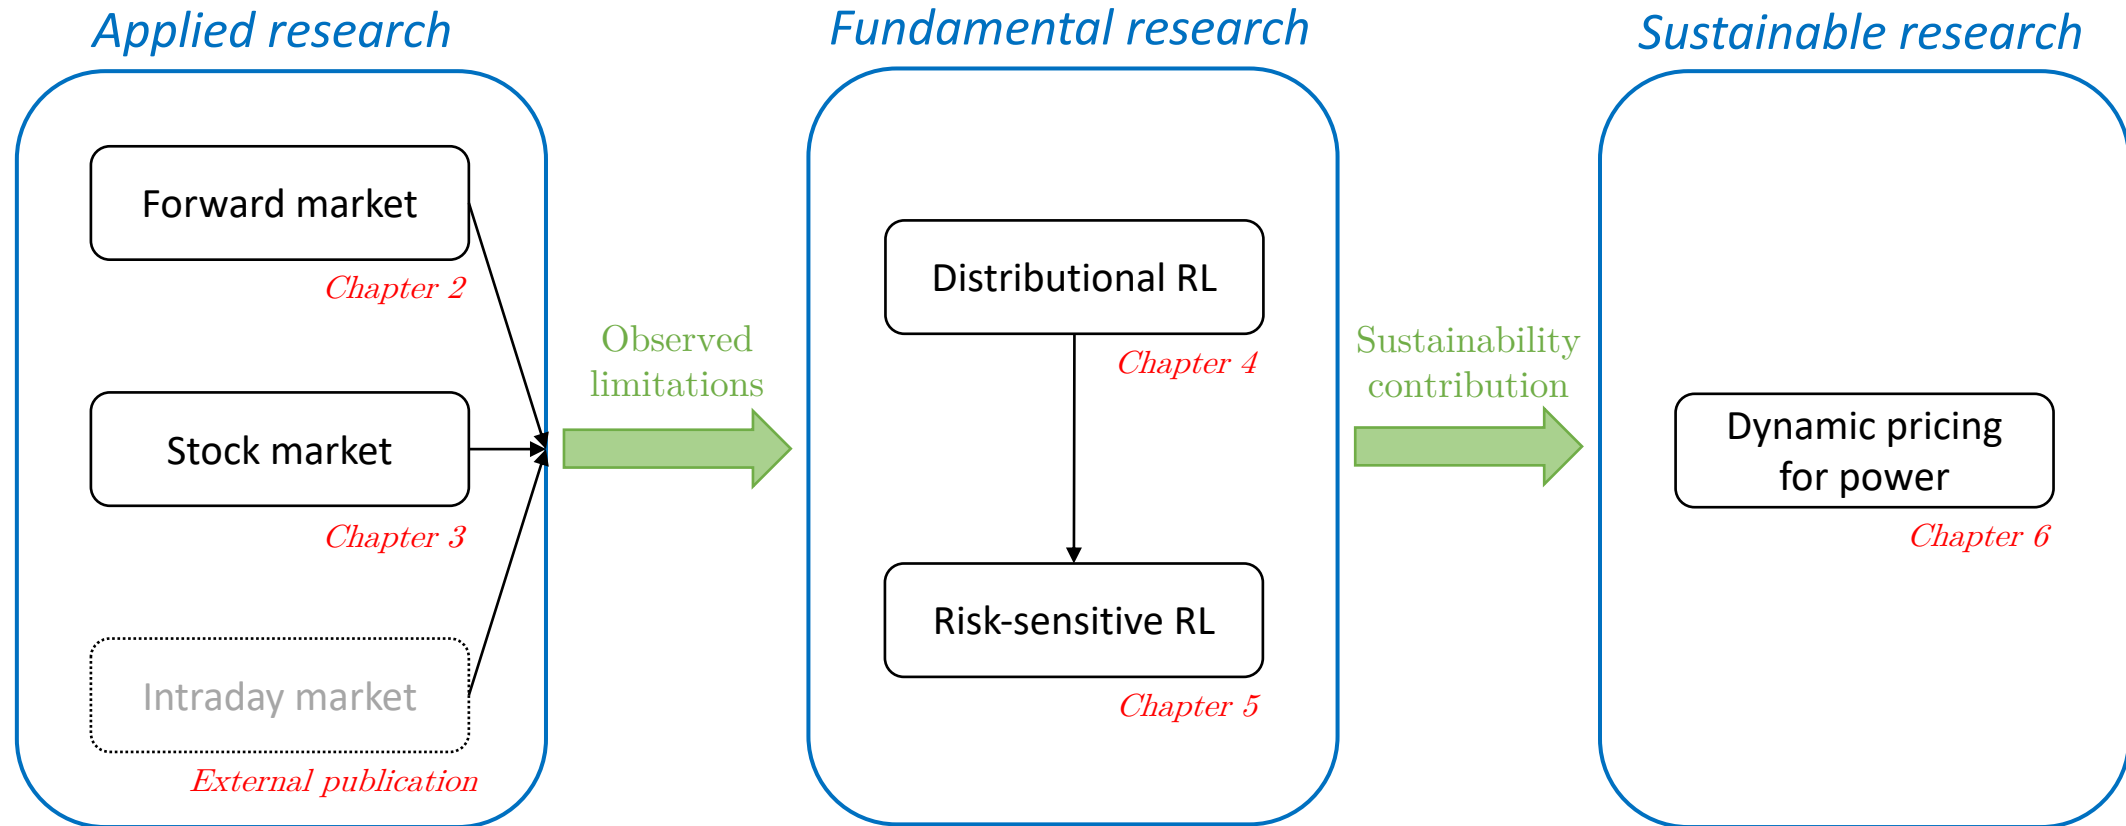 Applied research
Forward market
Chapter 2
Stock market
Chapter 3
Intraday market
External publication
Observed
limitations
Fundamental research
Distributional RL
Chapter 4
Risk-sensitive RL
Chapter 5
Sustainability
contribution
Sustainable research
Dynamic pricing
for power
Chapter 6